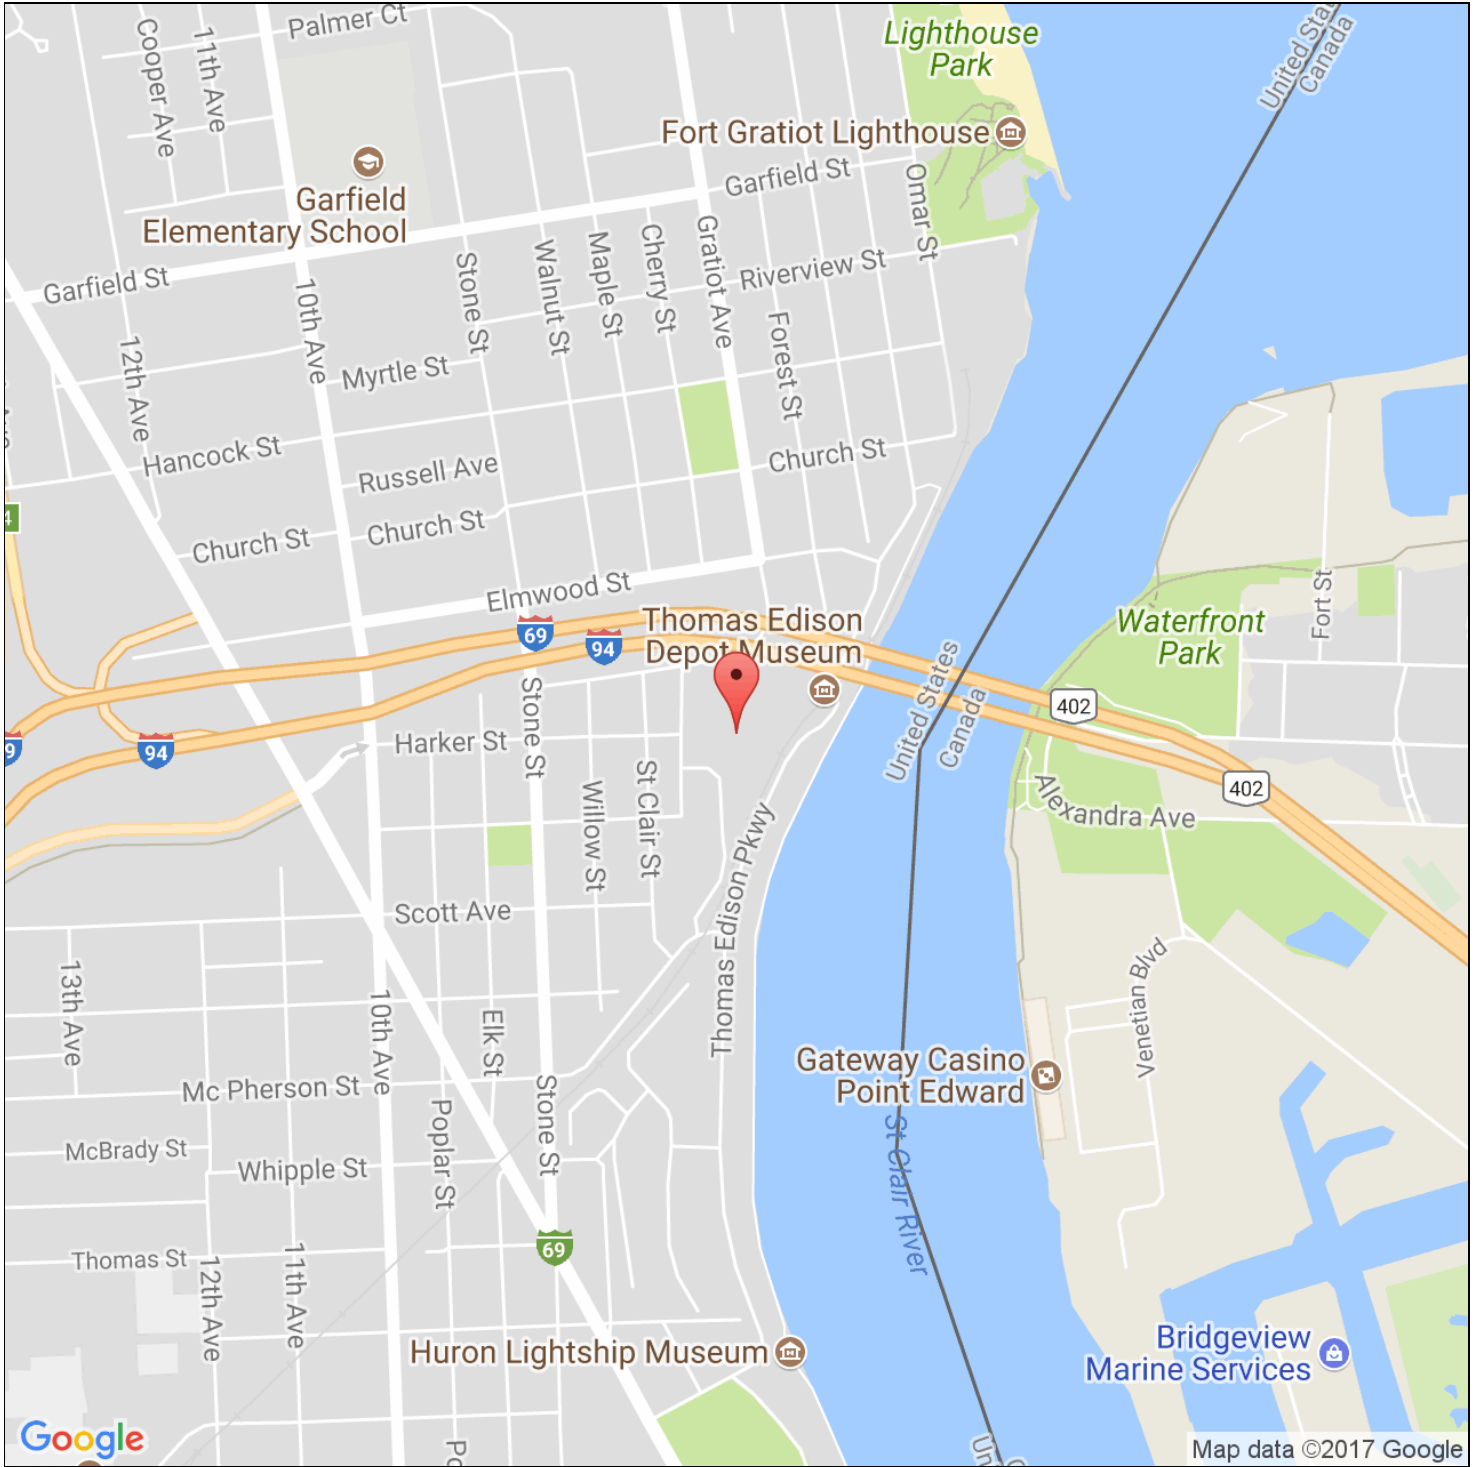 Palmer Ct
Cooper Ave
11th Ave
Lighthouse
Park
United Sta
Canada
Fort Gratiot Lighthouse
Garfield
Elementary School
Garfield St
Omar St
Garfield St
10th Ave
Stone St
Walnut St
Maple St
Cherry St
Gratiot Ave
Riverview St
12th Ave
Myrtle St
Forest St
Hancock St
Russell Ave
Church St
Church St
Church St
4
Elmwood St
69
94
Thomas Edison
Depot Museum
Waterfront
Park
Fort St
United States
Canada
402
402
9
94
Harker St
Stone St
Willow St
St Clair St
Thomas Edison Pkwy
Alexandra Ave
Scott Ave
13th Ave
10th Ave
Elk St
Venetian Blvd
Gateway Casino
Point Edward
Mc Pherson St
Poplar St
Stone St
McBrady St
Whipple St
St Clair River
69
Thomas St
12th Ave
11th Ave
Huron Lightship Museum
Bridgeview
Marine Services
Google
Po
Un
Map data ©2017 Google